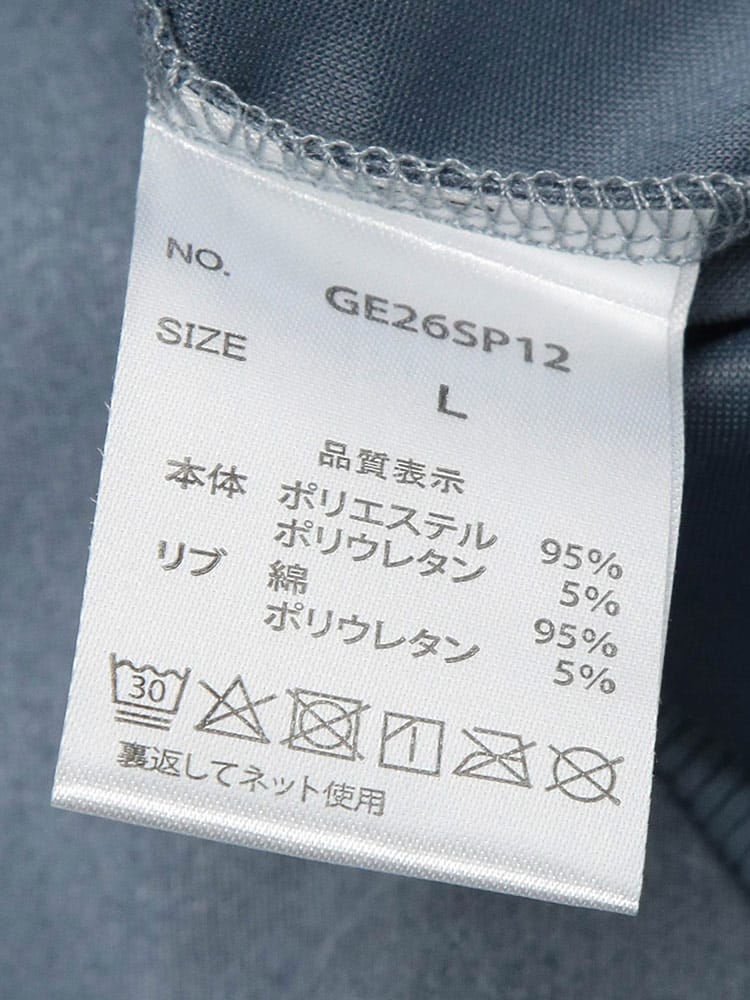 NO. GE26SP12
SIZE L
品質表示
本体 ポリエステル 95%
ポリウレタン 5%
リブ 綿 95%
ポリウレタン 5%
30
裏返してネット使用